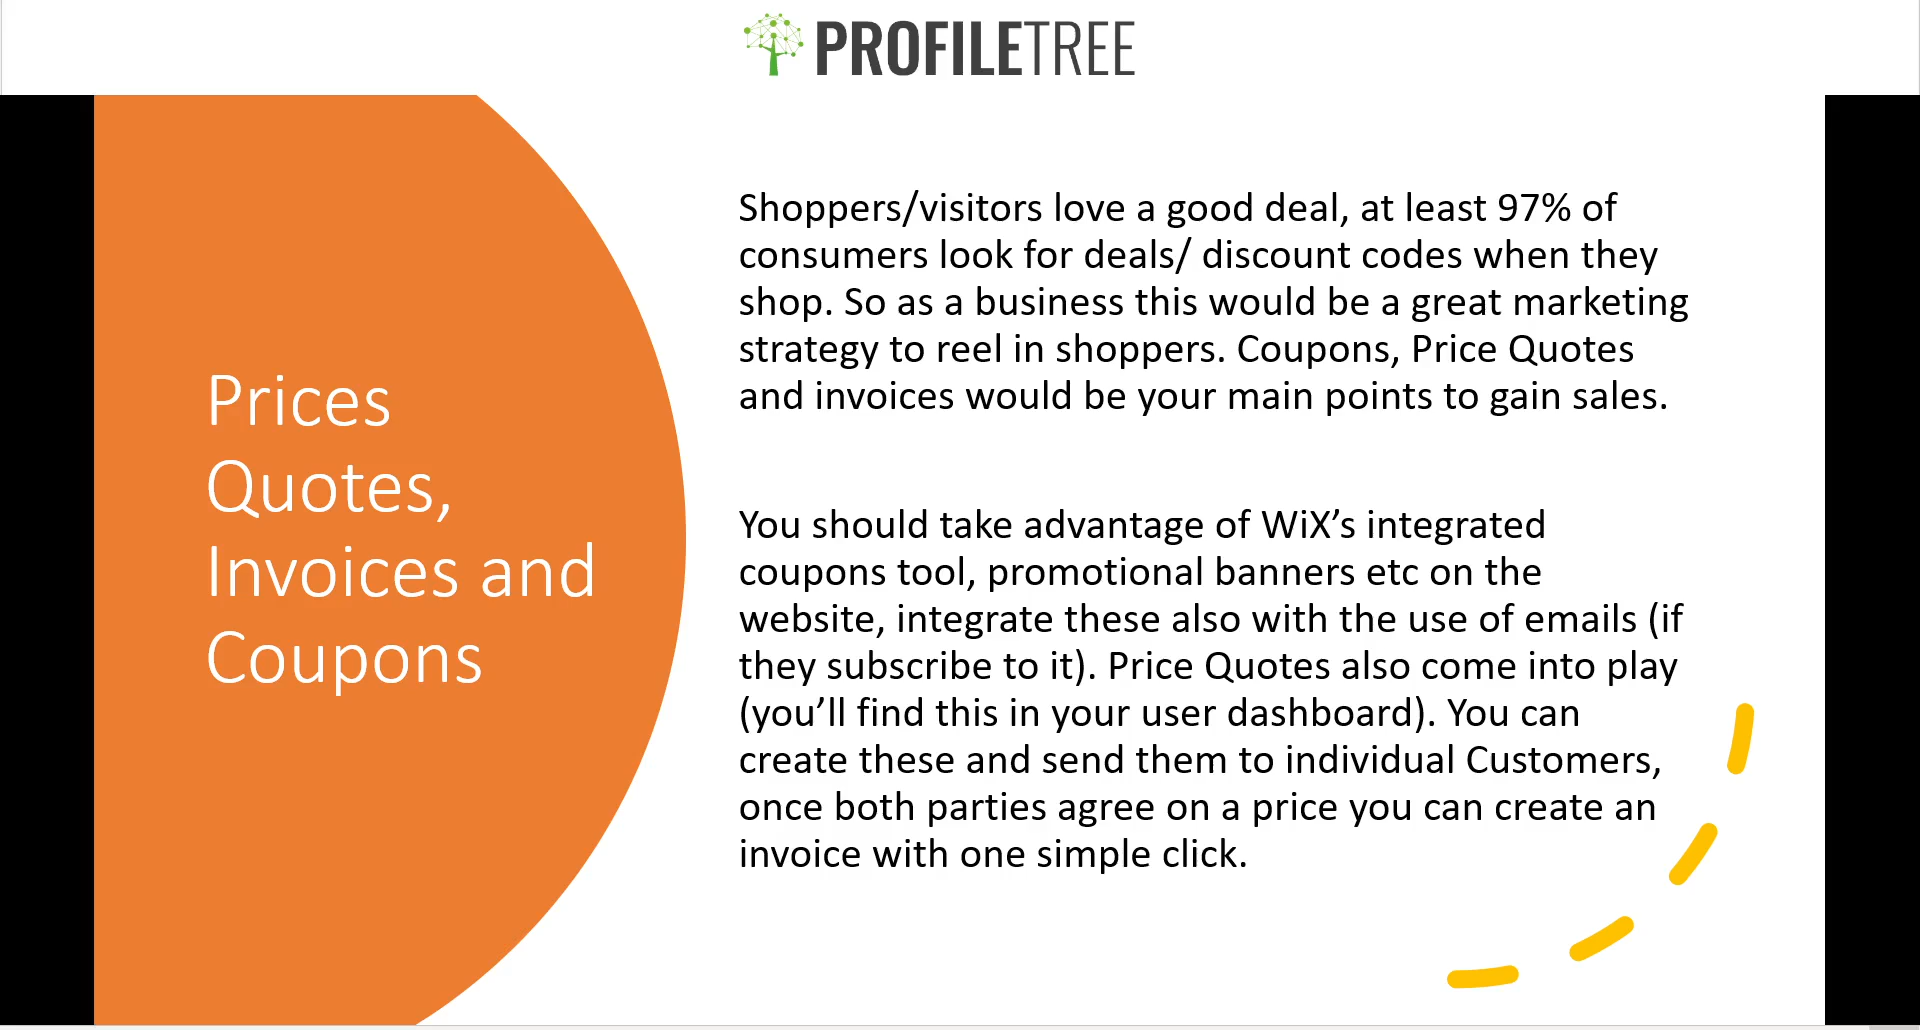 PROFILETREE
Prices
Quotes,
Invoices and
Coupons
Shoppers/visitors love a good deal, at least 97% of
consumers look for deals/ discount codes when they
shop. So as a business this would be a great marketing
strategy to reel in shoppers. Coupons, Price Quotes
and invoices would be your main points to gain sales.
You should take advantage of WiX’s integrated
coupons tool, promotional banners etc on the
website, integrate these also with the use of emails (if
they subscribe to it). Price Quotes also come into play
(you’ll find this in your user dashboard). You can
create these and send them to individual Customers,
once both parties agree on a price you can create an
invoice with one simple click.